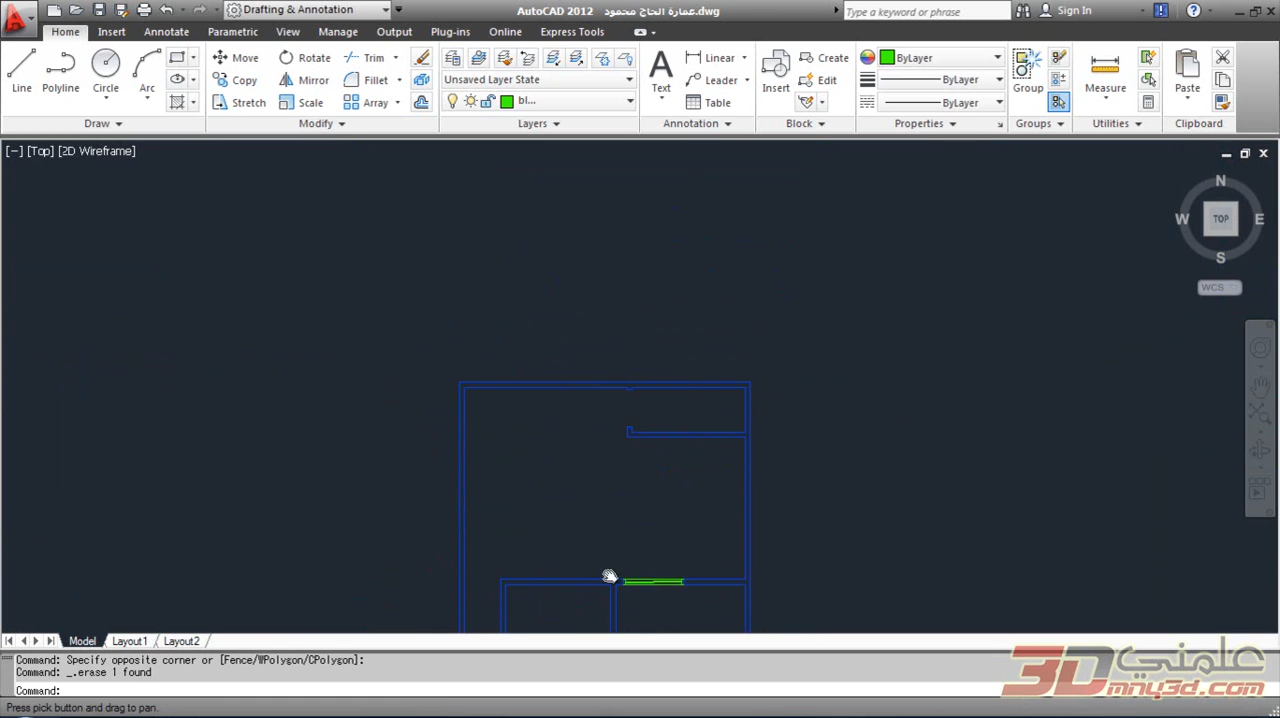 Drafting & Annotation
AutoCAD 2012 عمارة الحاج محمود.dwg
Type a keyword or phrase
Sign In
Home Insert Annotate Parametric View Manage Output Plug-ins Online Express Tools
Line Polyline Circle Arc
Move Rotate Trim
Copy Mirror Fillet
Stretch Scale Array
Unsaved Layer State
bl...
Text
Linear
Leader
Table
Insert
Create
Edit
ByLayer
ByLayer
ByLayer
Group
Measure
Paste
Draw Modify Layers Annotation Block Properties Groups Utilities Clipboard
[−] [Top] [2D Wireframe]
N
W TOP E
S
WCS
Model Layout1 Layout2
Command: Specify opposite corner or [Fence/WPolygon/CPolygon]:
Command: _.erase 1 found
Command:
Press pick button and drag to pan.
علمني
3Dmny3d.com